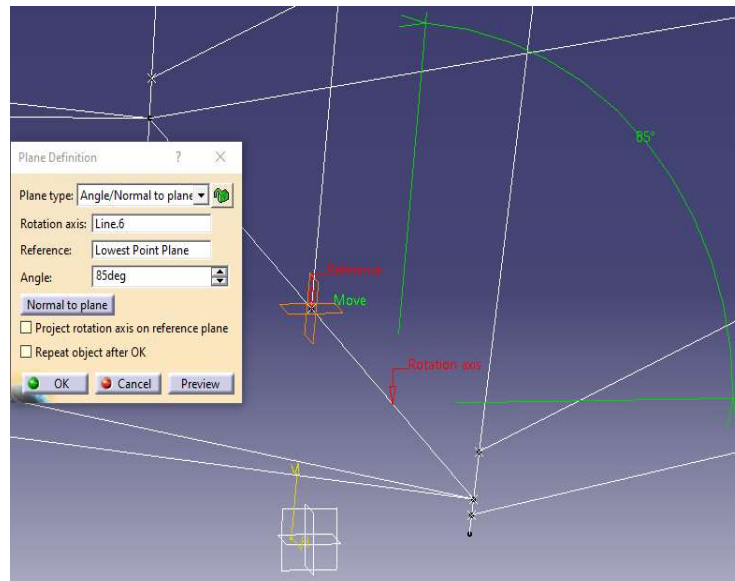 85°
Plane Definition ? X
Plane type: Angle/Normal to plane
Rotation axis: Line.6
Reference: Lowest Point Plane
Angle: 85deg
Normal to plane
Project rotation axis on reference plane
Repeat object after OK
OK Cancel Preview
Reference
Move
Rotation axis